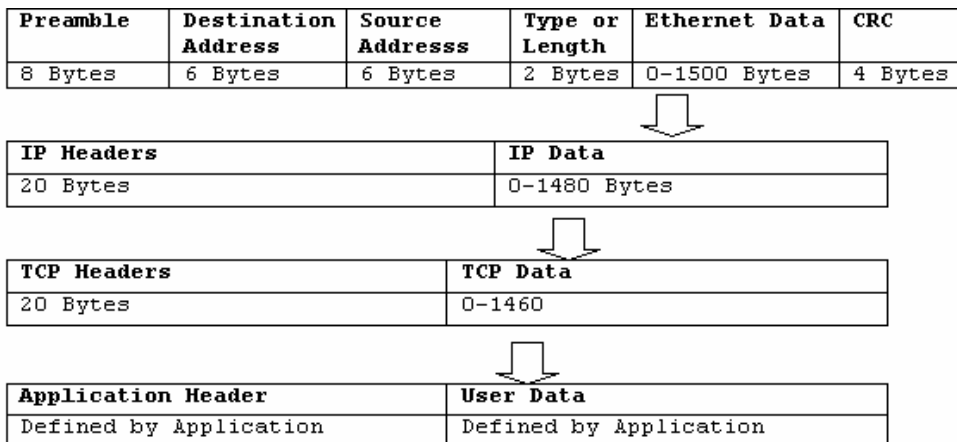 Preamble Destination Address Source Addresss Type or Length Ethernet Data CRC
8 Bytes 6 Bytes 6 Bytes 2 Bytes 0-1500 Bytes 4 Bytes
IP Headers IP Data
20 Bytes 0-1480 Bytes
TCP Headers TCP Data
20 Bytes 0-1460
Application Header User Data
Defined by Application Defined by Application